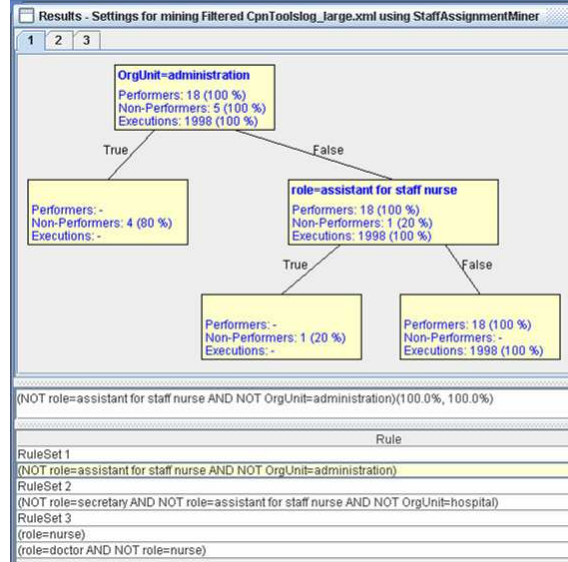 Results - Settings for mining Filtered CpnToolslog_large.xml using StaffAssignmentMiner
1 2 3
OrgUnit=administration
Performers: 18 (100 %)
Non-Performers: 5 (100 %)
Executions: 1998 (100 %)
True
False
Performers: -
Non-Performers: 4 (80 %)
Executions: -
role=assistant for staff nurse
Performers: 18 (100 %)
Non-Performers: 1 (20 %)
Executions: 1998 (100 %)
True
False
Performers: -
Non-Performers: 1 (20 %)
Executions: -
Performers: 18 (100 %)
Non-Performers: -
Executions: 1998 (100 %)
(NOT role=assistant for staff nurse AND NOT OrgUnit=administration)(100.0%, 100.0%)
Rule
RuleSet 1
(NOT role=assistant for staff nurse AND NOT OrgUnit=administration)
RuleSet 2
(NOT role=secretary AND NOT role=assistant for staff nurse AND NOT OrgUnit=hospital)
RuleSet 3
(role=nurse)
(role=doctor AND NOT role=nurse)